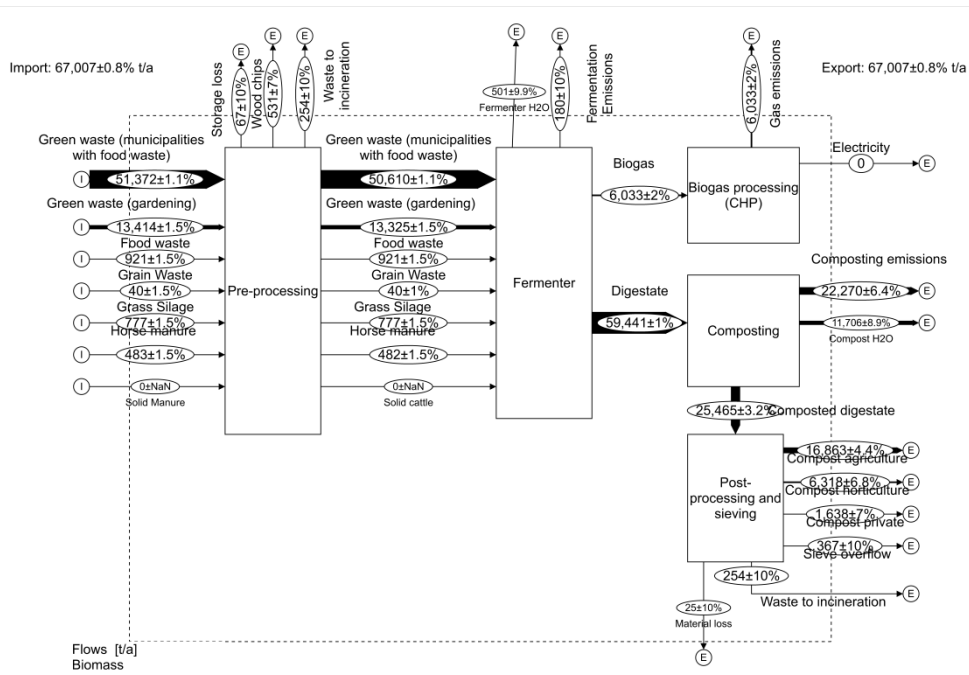 Import: 67,007±0.8% t/a
Export: 67,007±0.8% t/a
E
E
E
E
E
E
Storage loss
67±10%
Wood chips
531±7%
254±10%
Waste to
incineration
501±9.9%
Fermenter H2O
180±10%
Fermentation
Emissions
6,033±2%
Gas emissions
Green waste (municipalities
with food waste)
I
51,372±1.1%
Green waste (gardening)
I
13,414±1.5%
Food waste
I
921±1.5%
Grain Waste
I
40±1.5%
Grass Silage
I
777±1.5%
Horse manure
I
483±1.5%
I
0±NaN
Solid Manure
Pre-processing
Green waste (municipalities
with food waste)
50,610±1.1%
Green waste (gardening)
13,325±1.5%
Food waste
921±1.5%
Grain Waste
40±1%
Grass Silage
777±1.5%
Horse manure
482±1.5%
0±NaN
Solid cattle
Fermenter
Biogas
6,033±2%
Biogas processing
(CHP)
Electricity
0
E
Digestate
59,441±1%
Composting
Composting emissions
22,270±6.4%
E
11,706±8.9%
E
Compost H2O
25,465±3.2%
Composted digestate
Post-
processing and
sieving
16,863±4.4%
E
Compost agriculture
6,318±6.8%
E
Compost horticulture
1,638±7%
E
Compost private
367±10%
E
Sieve overflow
254±10%
E
Waste to incineration
25±10%
Material loss
E
Flows [t/a]
Biomass